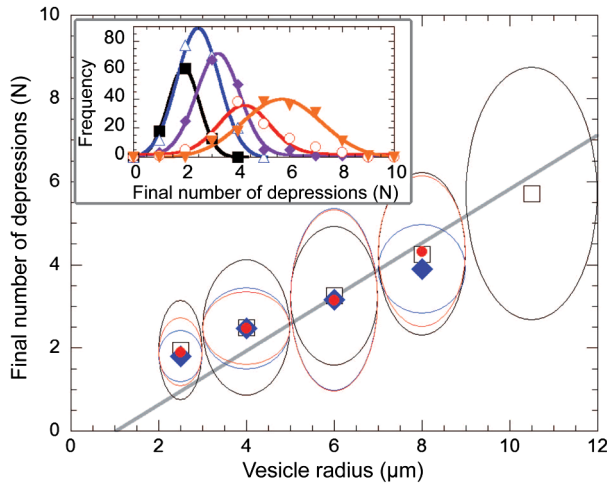 10
8
6
4
2
0
Final number of depressions (N)
80
60
40
20
0
Frequency
0 2 4 6 8 10
Final number of depressions (N)
0 2 4 6 8 10 12
Vesicle radius (µm)